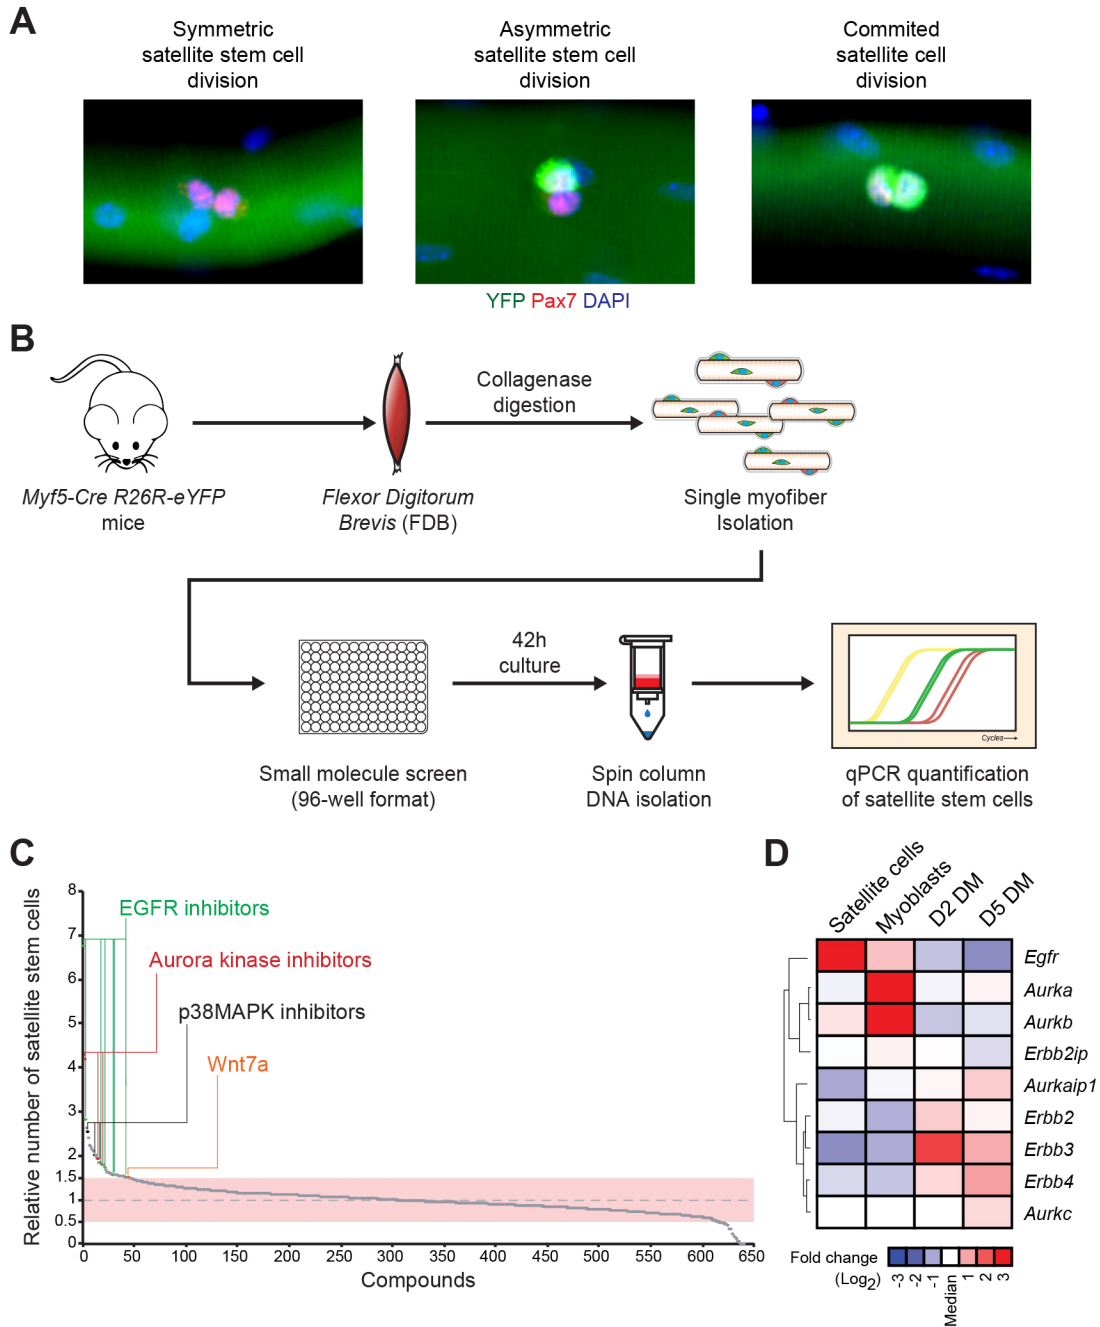 A
Symmetric
satellite stem cell
division
Asymmetric
satellite stem cell
division
Commited
satellite cell
division
YFP Pax7 DAPI
B
Collagenase
digestion
Myf5-Cre R26R-eYFP
mice
Flexor Digitorum
Brevis (FDB)
Single myofiber
Isolation
42h
culture
Cycles
Small molecule screen
(96-well format)
Spin column
DNA isolation
qPCR quantification
of satellite stem cells
C
Relative number of satellite stem cells
8
7
6
5
4
3
2
1.5
1
0.5
0
EGFR inhibitors
Aurora kinase inhibitors
p38MAPK inhibitors
Wnt7a
0 50 100 150 200 250 300 350 400 450 500 550 600 650
Compounds
D
Satellite cells
Myoblasts
D2 DM
D5 DM
Egfr
Aurka
Aurkb
Erbb2ip
Aurkaip1
Erbb2
Erbb3
Erbb4
Aurkc
Fold change
(Log2)
-3 -2 -1 Median 1 2 3